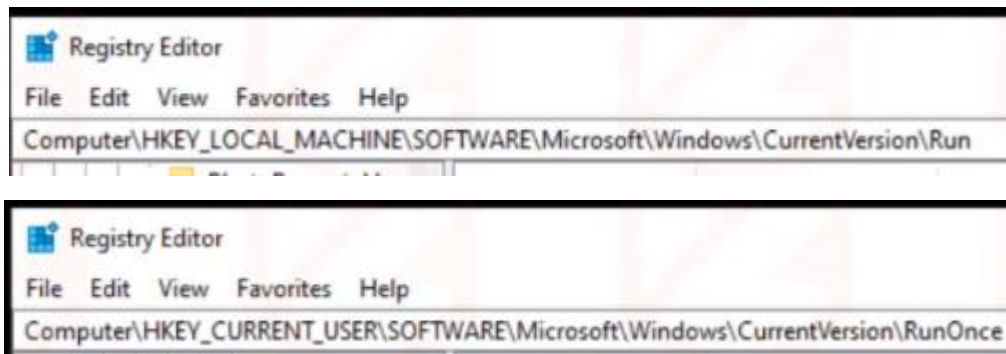 Registry Editor
File Edit View Favorites Help
Computer\HKEY_LOCAL_MACHINE\SOFTWARE\Microsoft\Windows\CurrentVersion\Run
Registry Editor
File Edit View Favorites Help
Computer\HKEY_CURRENT_USER\SOFTWARE\Microsoft\Windows\CurrentVersion\RunOnce